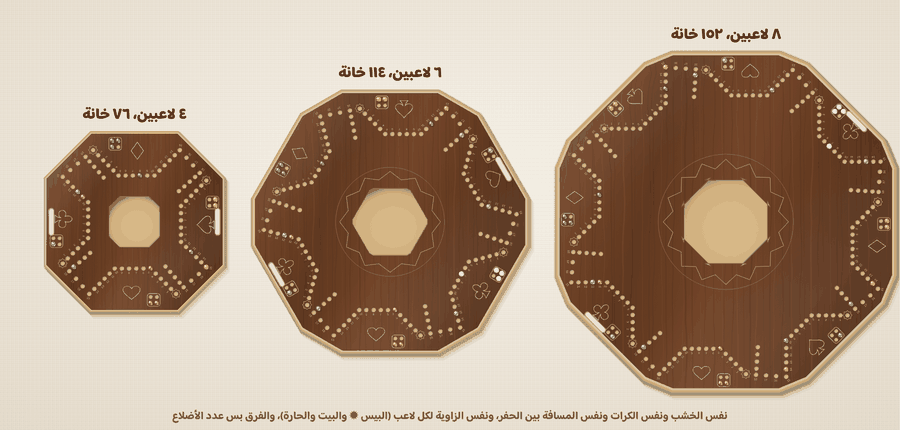 ٨ لاعبين، ١٥٢ خانة
٦ لاعبين، ١١٤ خانة
٤ لاعبين، ٧٦ خانة
نفس الخشب ونفس الكرات ونفس المسافة بين الحفر، ونفس الزاوية لكل لاعب (البيس ✹ والبيت والحارة)، والفرق بس عدد الأضلاع